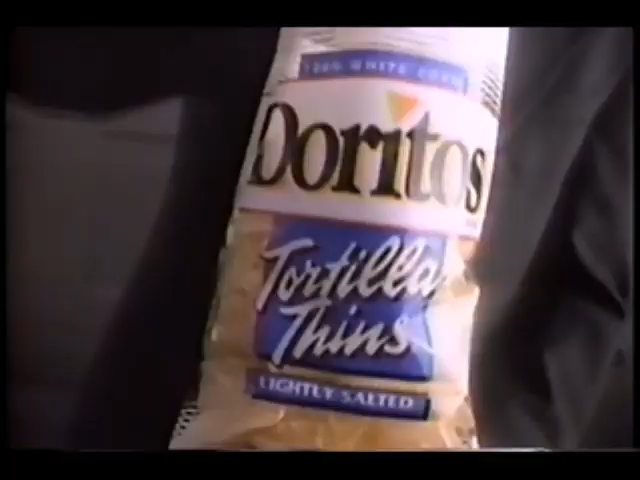 100% WHITE CORN
Doritos
Tortilla
Thins
LIGHTLY SALTED